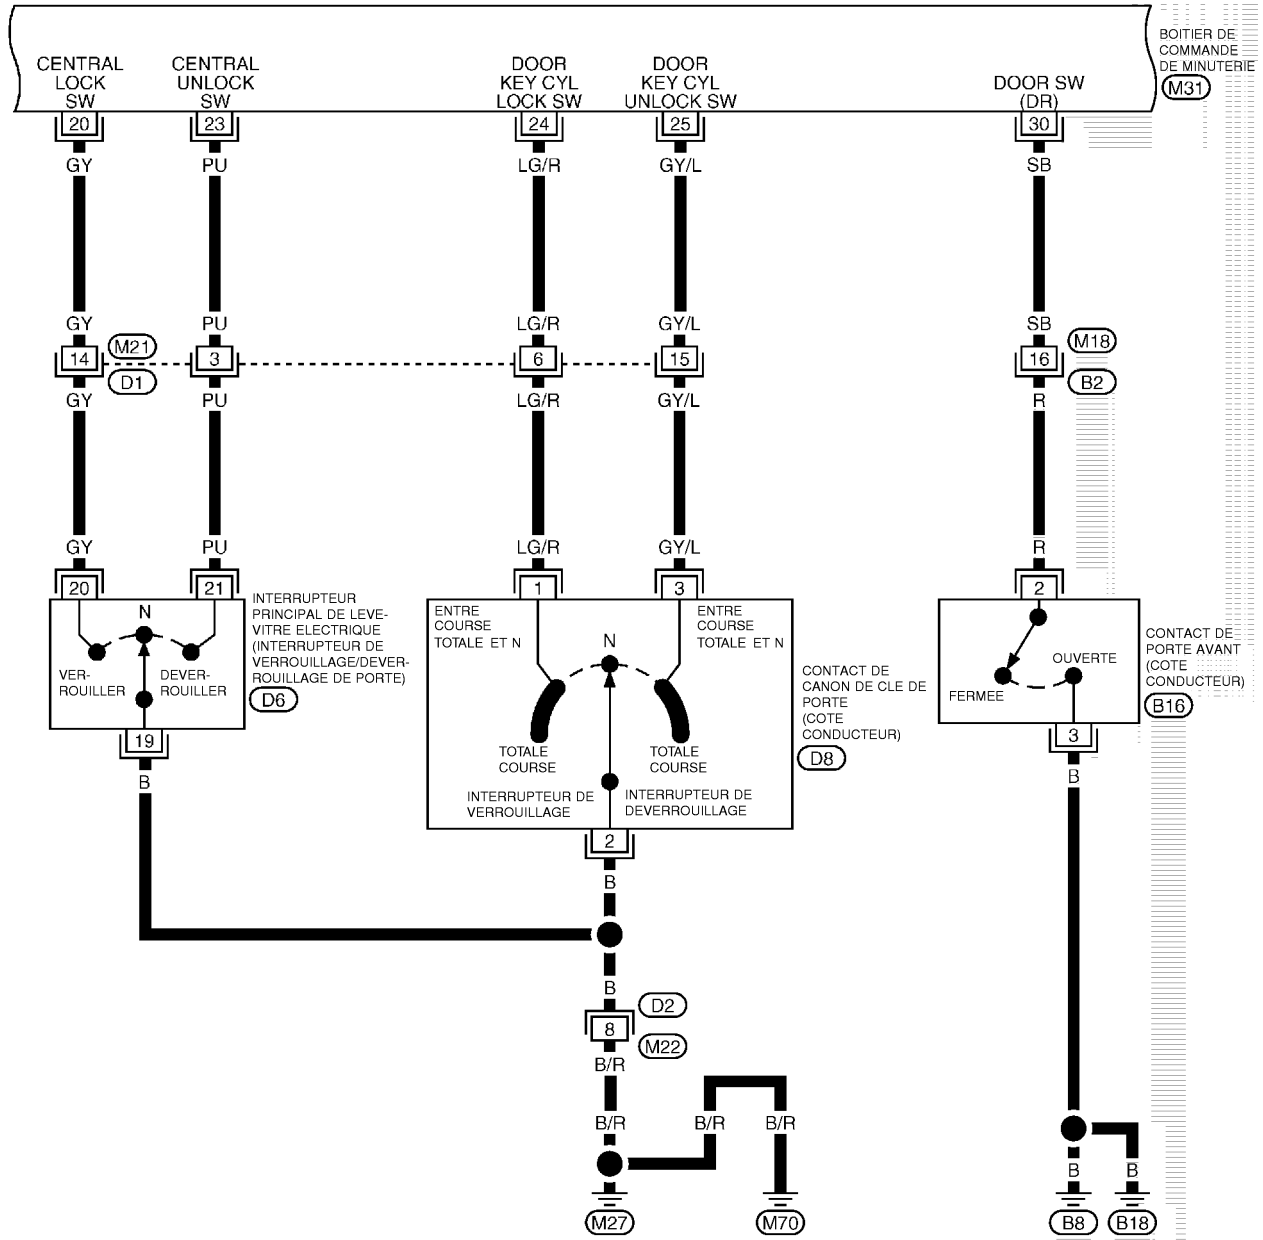 BOITIER DE
COMMANDE
DE MINUTERIE
M31
CENTRAL
LOCK
SW
CENTRAL
UNLOCK
SW
DOOR
KEY CYL
LOCK SW
DOOR
KEY CYL
UNLOCK SW
DOOR SW
(DR)
20 23 24 25 30
GY PU LG/R GY/L SB
GY PU LG/R GY/L SB
M21 M18
14 3 6 15 16
D1 B2
GY PU LG/R GY/L R
GY PU LG/R GY/L R
20 21 1 3 2
N
VER-
ROUILLER
DEVER-
ROUILLER
INTERRUPTEUR
PRINCIPAL DE LEVE-
VITRE ELECTRIQUE
(INTERRUPTEUR DE
VERROUILLAGE/DEVER-
ROUILLAGE DE PORTE)
D6
19
B
ENTRE
COURSE
TOTALE ET N
ENTRE
COURSE
TOTALE ET N
N
TOTALE
COURSE
TOTALE
COURSE
INTERRUPTEUR DE
VERROUILLAGE
INTERRUPTEUR DE
DEVERROUILLAGE
CONTACT DE
CANON DE CLE DE
PORTE
(COTE
CONDUCTEUR)
D8
2
B
OUVERTE
FERMEE
CONTACT DE
PORTE AVANT
(COTE
CONDUCTEUR)
B16
3
B
B
D2
8
M22
B/R
B/R B/R B/R
B B
M27 M70 B8 B18